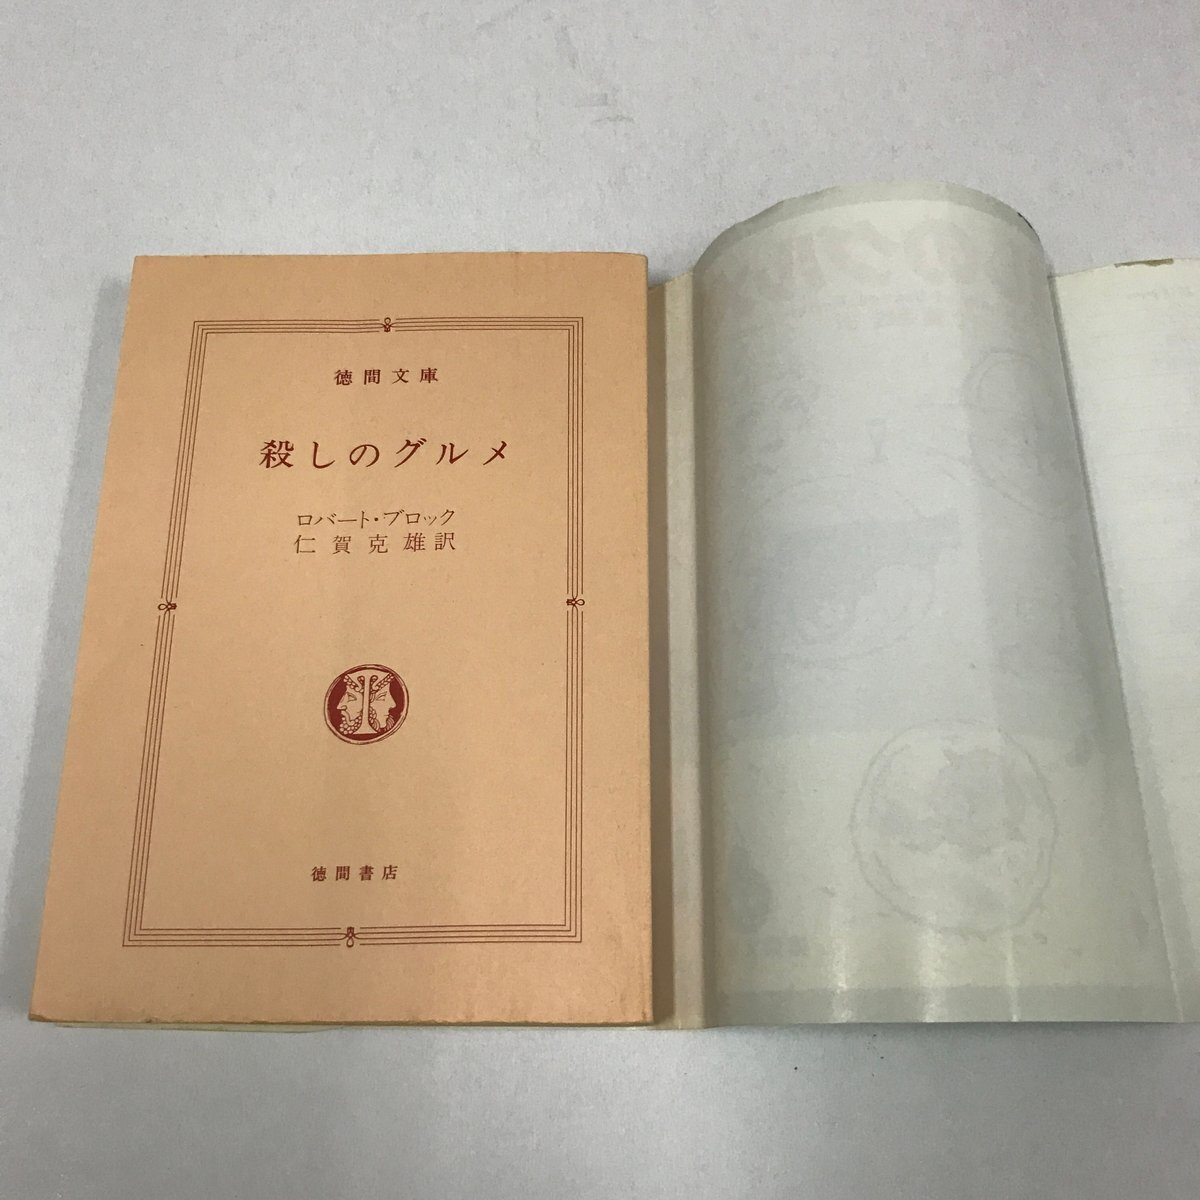 徳間文庫
殺しのグルメ
ロバート・ブロック
仁賀克雄訳
徳間書店